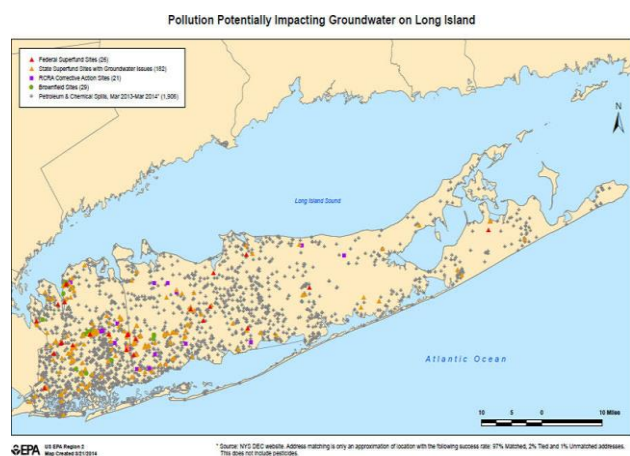 Pollution Potentially Impacting Groundwater on Long Island
Federal Superfund Sites (26)
State Superfund Sites with Groundwater Issues (182)
RCRA Corrective Action Sites (21)
Brownfield Sites (29)
Petroleum & Chemical Spills, Mar 2013-Mar 2014* (1,906)
N
Long Island Sound
Atlantic Ocean
10 5 0 10 Miles
EPA
US EPA Region 2
Map Created 5/21/2014
* Source: NYS DEC website. Address matching is only an approximation of location with the following success rate: 97% Matched, 2% Tied and 1% Unmatched addresses.
This does not include pesticides.